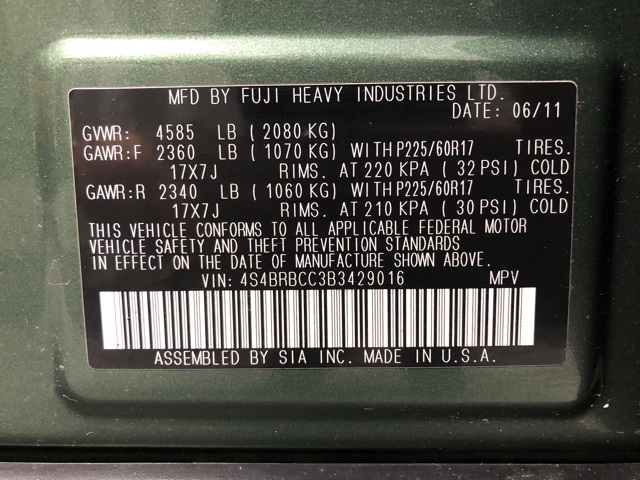 MFD BY FUJI HEAVY INDUSTRIES LTD.
DATE: 06/11
GVWR: 4585 LB ( 2080 KG)
GAWR:F 2360 LB ( 1070 KG) WITH P225/60R17 TIRES.
17X7J RIMS. AT 220 KPA ( 32 PSI) COLD
GAWR:R 2340 LB ( 1060 KG) WITH P225/60R17 TIRES.
17X7J RIMS. AT 210 KPA ( 30 PSI) COLD
THIS VEHICLE CONFORMS TO ALL APPLICABLE FEDERAL MOTOR
VEHICLE SAFETY AND THEFT PREVENTION STANDARDS
IN EFFECT ON THE DATE OF MANUFACTURE SHOWN ABOVE.
VIN: 4S4BRBCC3B3429016 MPV
ASSEMBLED BY SIA INC. MADE IN U.S.A.